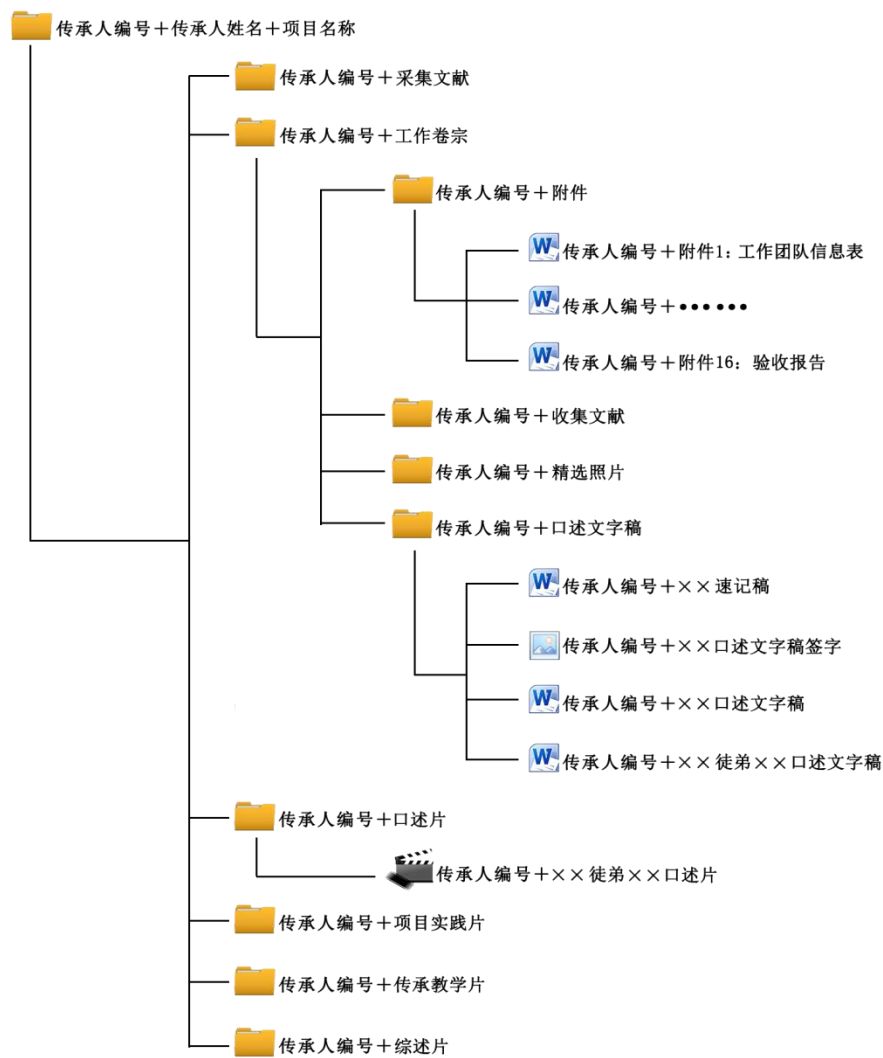 传承人编号＋传承人姓名＋项目名称
传承人编号＋采集文献
传承人编号＋工作卷宗
传承人编号＋附件
传承人编号＋附件1：工作团队信息表
传承人编号＋••••••
传承人编号＋附件16：验收报告
传承人编号＋收集文献
传承人编号＋精选照片
传承人编号＋口述文字稿
传承人编号＋××速记稿
传承人编号＋××口述文字稿签字
传承人编号＋××口述文字稿
传承人编号＋××徒弟××口述文字稿
传承人编号＋口述片
传承人编号＋××徒弟××口述片
传承人编号＋项目实践片
传承人编号＋传承教学片
传承人编号＋综述片